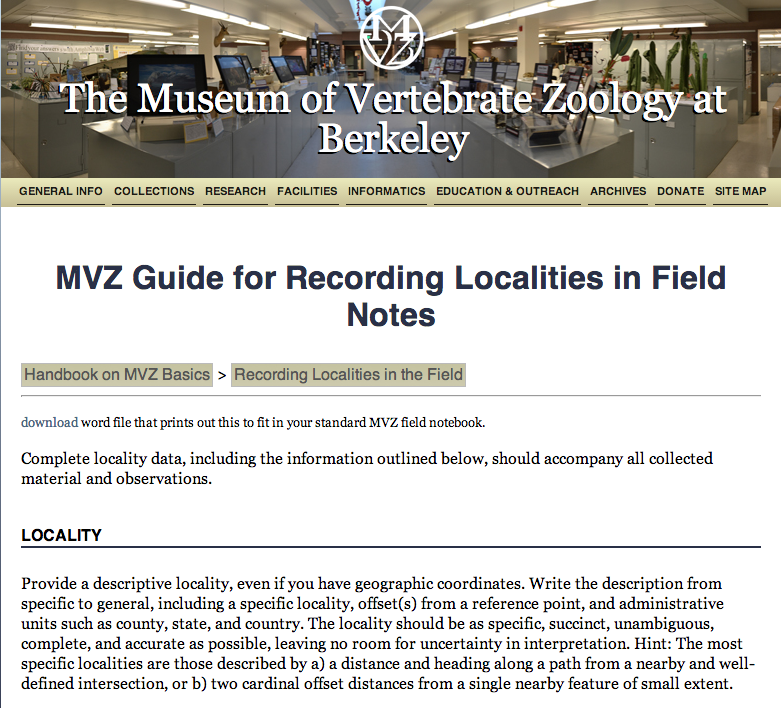 MVZ
The Museum of Vertebrate Zoology at
Berkeley
GENERAL INFO COLLECTIONS RESEARCH FACILITIES INFORMATICS EDUCATION & OUTREACH ARCHIVES DONATE SITE MAP
MVZ Guide for Recording Localities in Field
Notes
Handbook on MVZ Basics > Recording Localities in the Field
download word file that prints out this to fit in your standard MVZ field notebook.
Complete locality data, including the information outlined below, should accompany all collected
material and observations.
LOCALITY
Provide a descriptive locality, even if you have geographic coordinates. Write the description from
specific to general, including a specific locality, offset(s) from a reference point, and administrative
units such as county, state, and country. The locality should be as specific, succinct, unambiguous,
complete, and accurate as possible, leaving no room for uncertainty in interpretation. Hint: The most
specific localities are those described by a) a distance and heading along a path from a nearby and well-
defined intersection, or b) two cardinal offset distances from a single nearby feature of small extent.